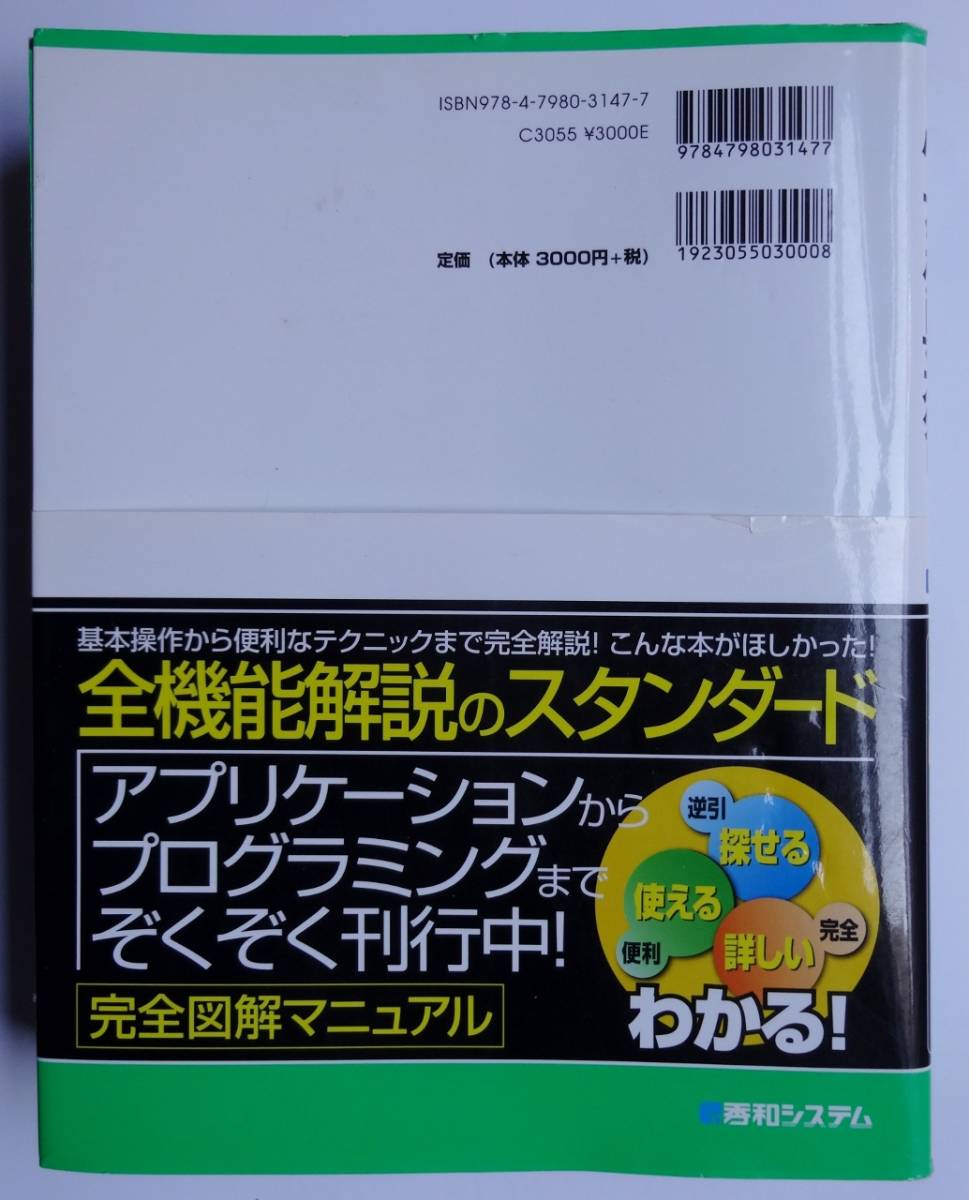 ISBN978-4-7980-3147-7
C3055 ¥3000E
9784798031477
定価 (本体 3000円+税)
1923055030008
基本操作から便利なテクニックまで完全解説! こんな本がほしかった!
全機能解説のスタンダード
アプリケーションから
プログラミングまで
ぞくぞく刊行中!
完全図解マニュアル
逆引
探せる
使える
便利
詳しい
完全
わかる!
秀和システム